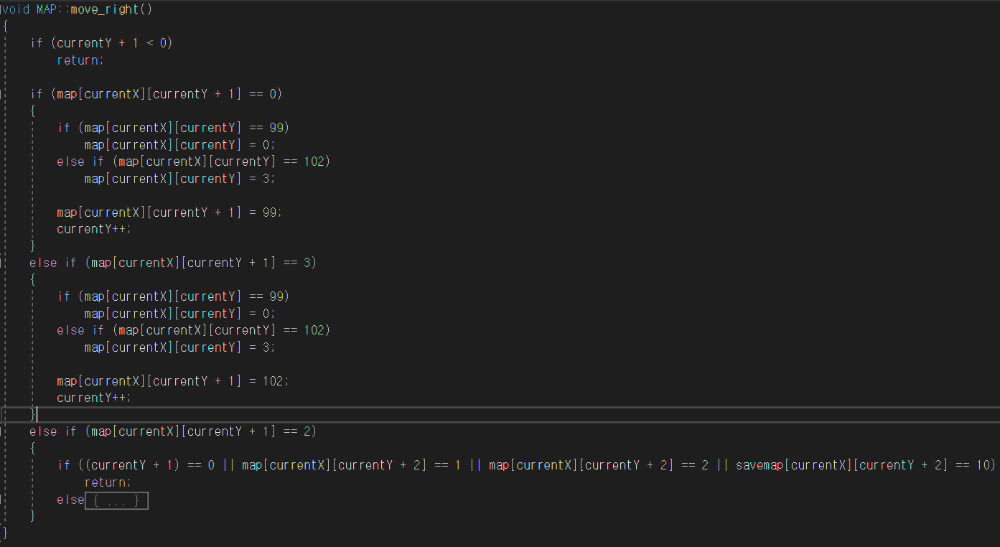 void MAP::move_right()
{
if (currentY + 1 < 0)
return;
if (map[currentX][currentY + 1] == 0)
{
if (map[currentX][currentY] == 99)
map[currentX][currentY] = 0;
else if (map[currentX][currentY] == 102)
map[currentX][currentY] = 3;
map[currentX][currentY + 1] = 99;
currentY++;
}
else if (map[currentX][currentY + 1] == 3)
{
if (map[currentX][currentY] == 99)
map[currentX][currentY] = 0;
else if (map[currentX][currentY] == 102)
map[currentX][currentY] = 3;
map[currentX][currentY + 1] = 102;
currentY++;
}
else if (map[currentX][currentY + 1] == 2)
{
if ((currentY + 1) == 0 || map[currentX][currentY + 2] == 1 || map[currentX][currentY + 2] == 2 || savemap[currentX][currentY + 2] == 10)
return;
else{ ... }
}
}